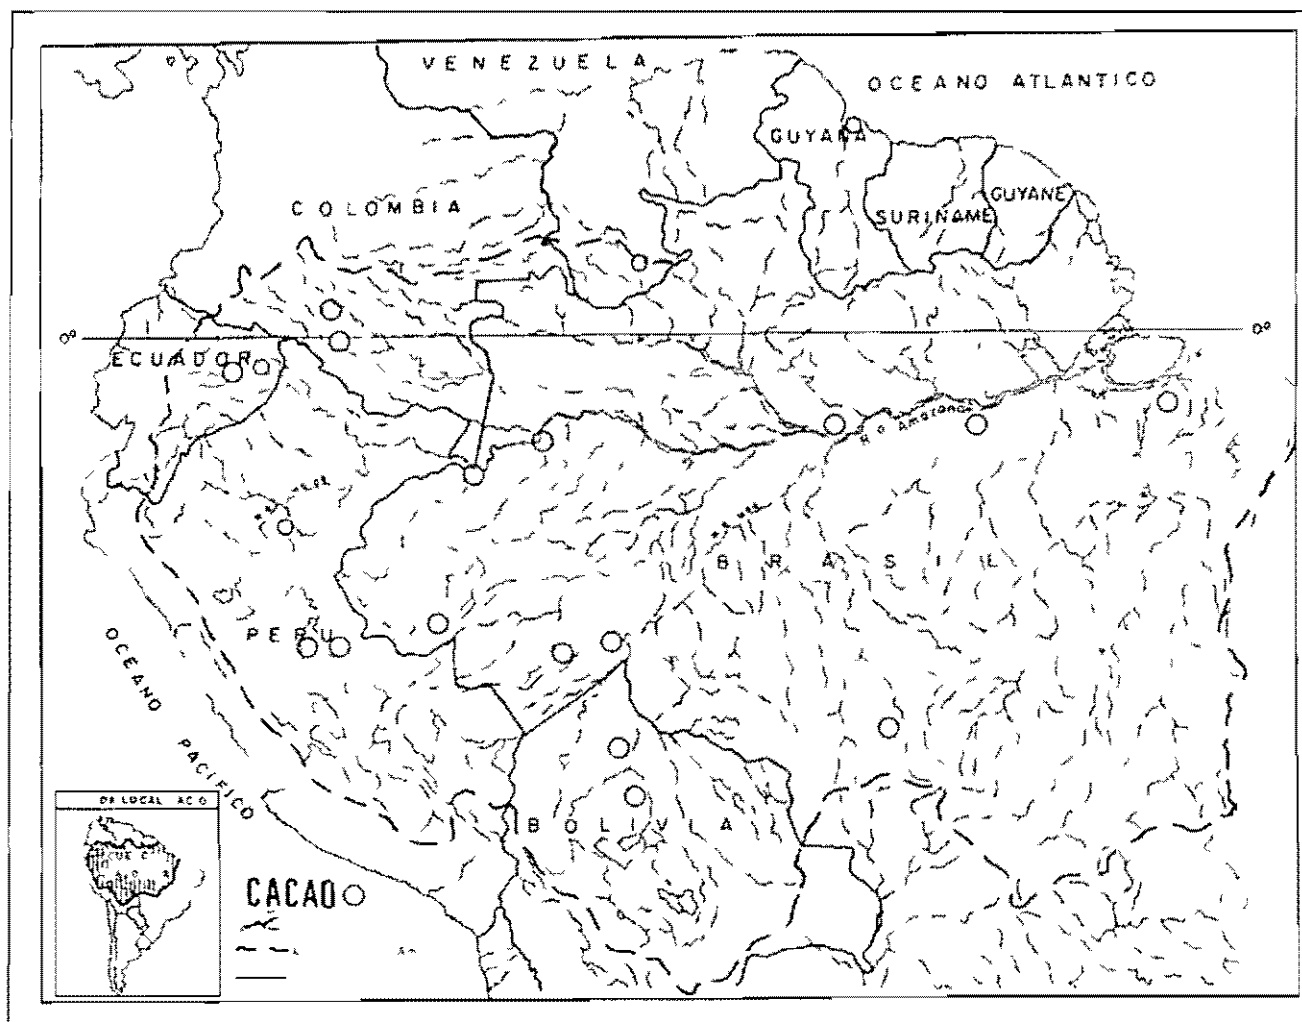 VENEZUELA
OCEANO ATLANTICO
GUYANA
COLOMBIA
GUYANE
SURINAME
0°
0°
ECUADOR
Amazonas
BRASIL
PERU
OCEANO
PACIFICO
BOLIVIA
CACAO